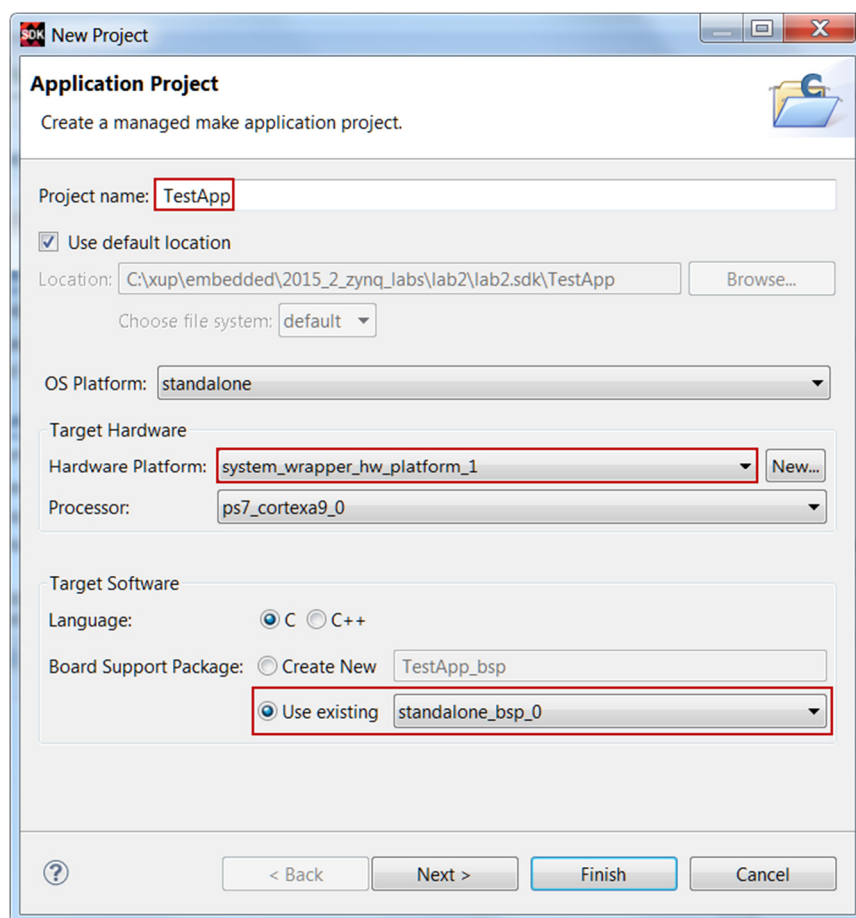 SDK New Project
Application Project
Create a managed make application project.
Project name: TestApp
Use default location
Location: C:\xup\embedded\2015_2_zynq_labs\lab2\lab2.sdk\TestApp Browse...
Choose file system: default
OS Platform: standalone
Target Hardware
Hardware Platform: system_wrapper_hw_platform_1 New...
Processor: ps7_cortexa9_0
Target Software
Language: C C++
Board Support Package: Create New TestApp_bsp
Use existing standalone_bsp_0
? < Back Next > Finish Cancel